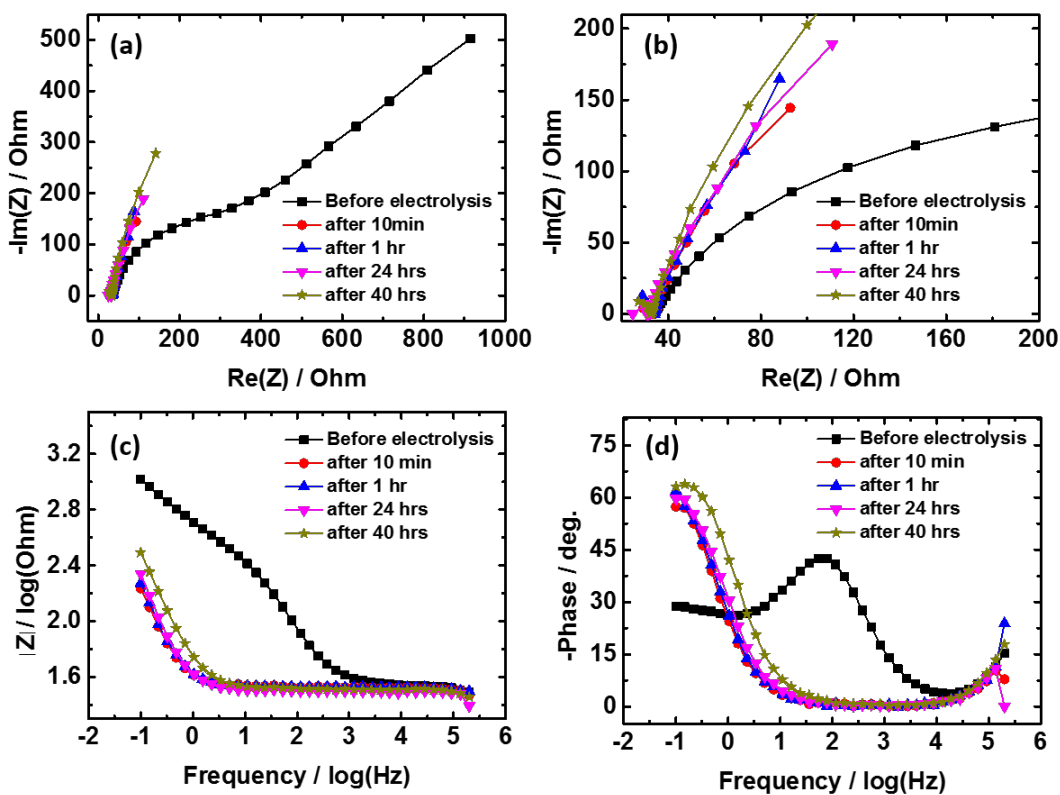 (a)
500
400
300
200
100
0
-Im(Z) / Ohm
Before electrolysis
after 10min
after 1 hr
after 24 hrs
after 40 hrs
0 200 400 600 800 1000
Re(Z) / Ohm
(b)
200
150
100
50
0
-Im(Z) / Ohm
Before electrolysis
after 10min
after 1 hr
after 24 hrs
after 40 hrs
40 80 120 160 200
Re(Z) / Ohm
(c)
3.2
2.8
2.4
2.0
1.6
1.2
|Z| / log(Ohm)
Before electrolysis
after 10 min
after 1 hr
after 24 hrs
after 40 hrs
-2 -1 0 1 2 3 4 5 6
Frequency / log(Hz)
(d)
75
60
45
30
15
0
-Phase / deg.
Before electrolysis
after 10 min
after 1 hr
after 24 hrs
after 40 hrs
-2 -1 0 1 2 3 4 5 6
Frequency / log(Hz)